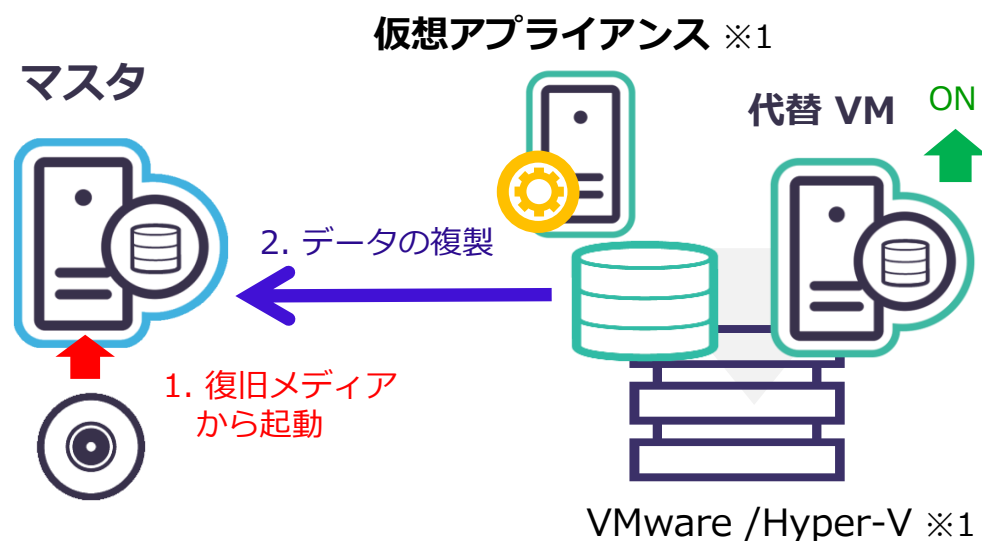 仮想アプライアンス ※1
マスタ
代替 VM
ON
2. データの複製
1. 復旧メディア
から起動
VMware /Hyper-V ※1